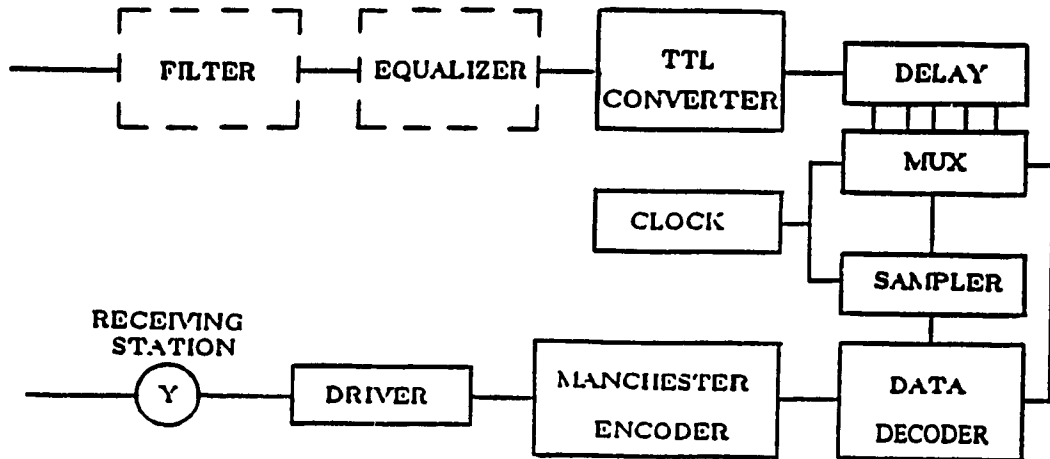 FILTER
EQUALIZER
TTL
CONVERTER
DELAY
MUX
CLOCK
SAMPLER
RECEIVING
STATION
Y
DRIVER
MANCHESTER
ENCODER
DATA
DECODER